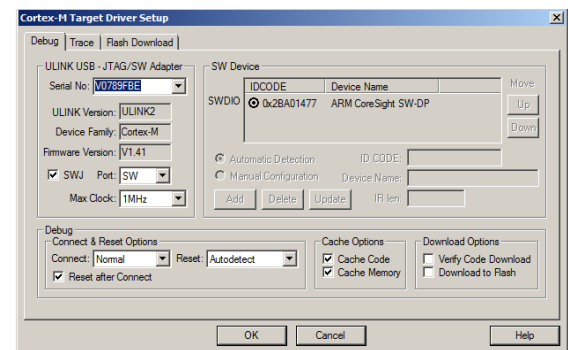 Cortex-M Target Driver Setup
Debug Trace Flash Download
ULINK USB - JTAG/SW Adapter
Serial No: V0789FBE
ULINK Version: ULINK2
Device Family: Cortex-M
Firmware Version: V1.41
SWJ Port: SW
Max Clock: 1MHz
SW Device
IDCODE Device Name Move
SWDIO 0x2BA01477 ARM CoreSight SW-DP Up
Down
Automatic Detection ID CODE:
Manual Configuration Device Name:
Add Delete Update IR len:
Debug
Connect & Reset Options
Connect: Normal Reset: Autodetect
Reset after Connect
Cache Options
Cache Code
Cache Memory
Download Options
Verify Code Download
Download to Flash
OK Cancel Help